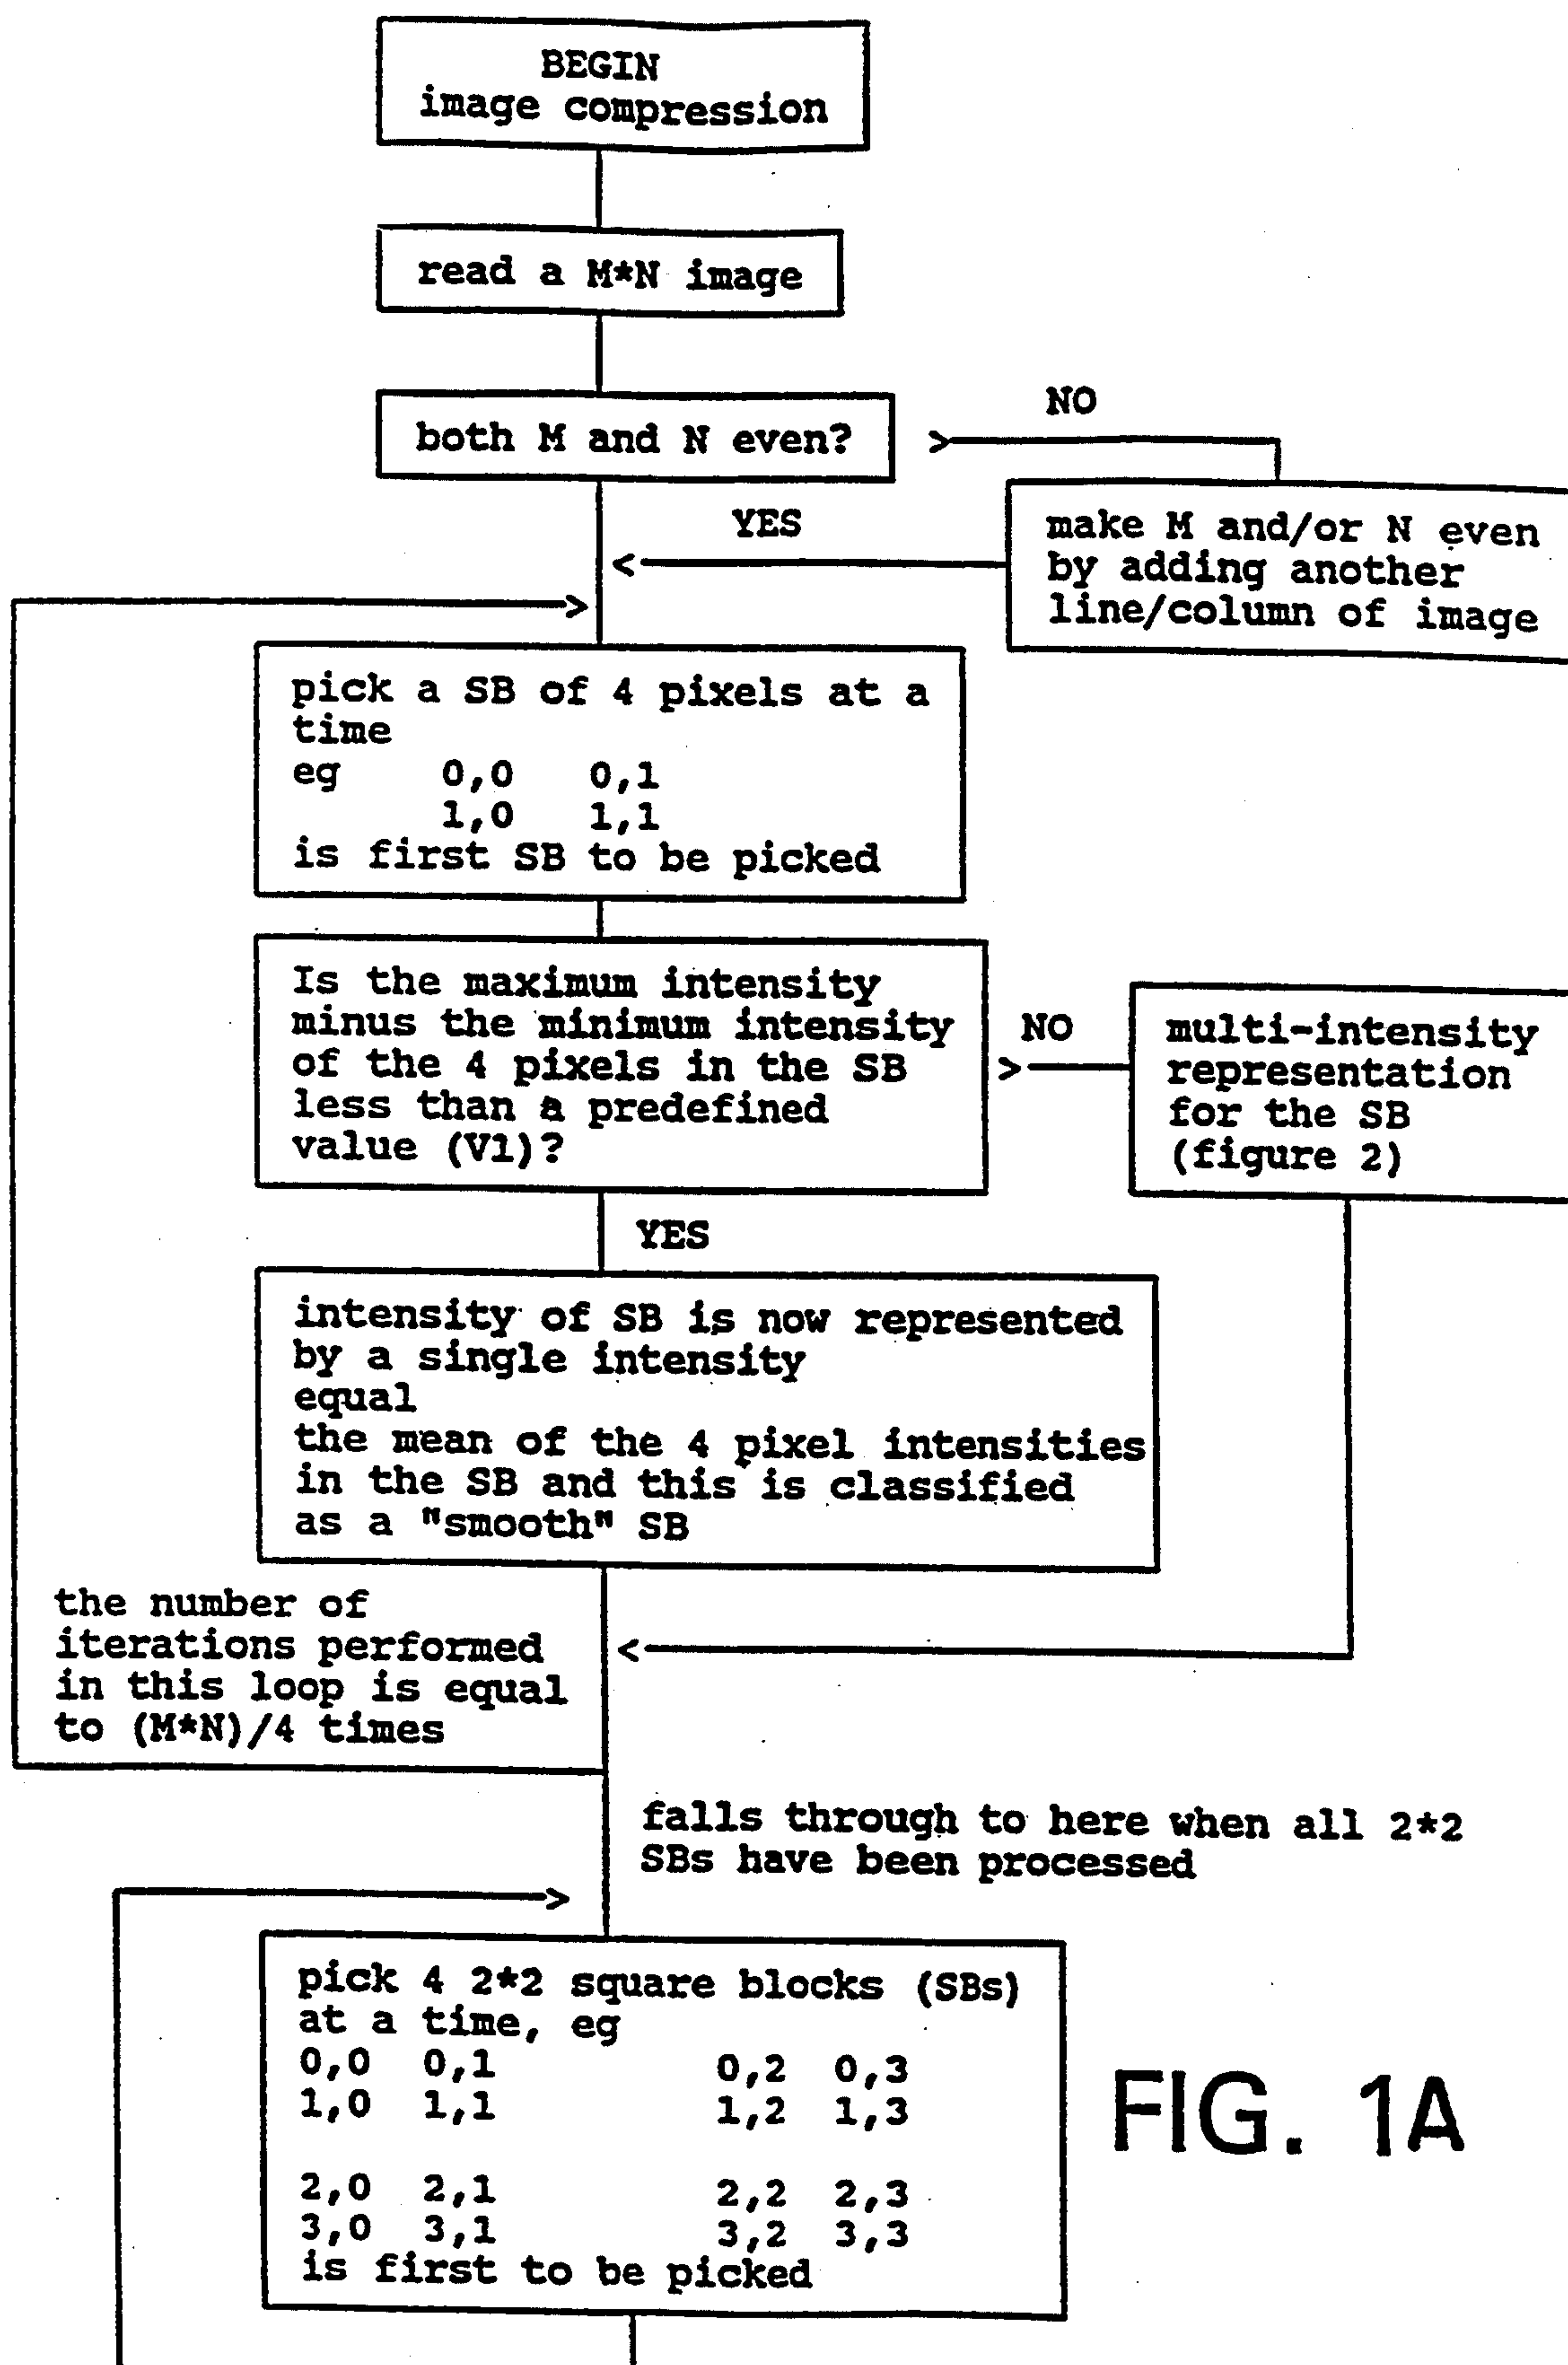 BEGIN
image compression
read a M*N image
both M and N even?
NO
YES
make M and/or N even
by adding another
line/column of image
pick a SB of 4 pixels at a
time
eg 0,0 0,1
1,0 1,1
is first SB to be picked
Is the maximum intensity
minus the minimum intensity
of the 4 pixels in the SB
less than a predefined
value (V1)?
NO
multi-intensity
representation
for the SB
(figure 2)
YES
intensity of SB is now represented
by a single intensity
equal
the mean of the 4 pixel intensities
in the SB and this is classified
as a "smooth" SB
the number of
iterations performed
in this loop is equal
to (M*N)/4 times
falls through to here when all 2*2
SBs have been processed
pick 4 2*2 square blocks (SBs)
at a time, eg
0,0 0,1 0,2 0,3
1,0 1,1 1,2 1,3
2,0 2,1 2,2 2,3
3,0 3,1 3,2 3,3
is first to be picked
FIG. 1A